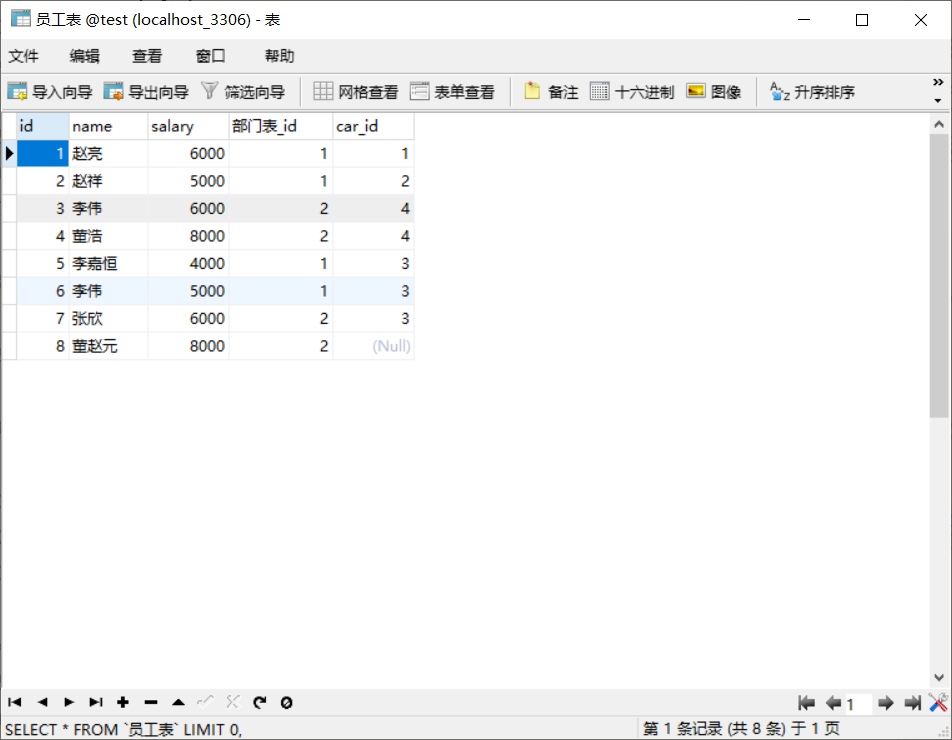 员工表 @test (localhost_3306) - 表
文件 编辑 查看 窗口 帮助
导入向导 导出向导 筛选向导 网格查看 表单查看 备注 十六进制 图像 升序排序
id name salary 部门表_id car_id
1 赵亮 6000 1 1
2 赵祥 5000 1 2
3 李伟 6000 2 4
4 董浩 8000 2 4
5 李嘉恒 4000 1 3
6 李伟 5000 1 3
7 张欣 6000 2 3
8 董赵元 8000 2 (Null)
1
SELECT * FROM `员工表` LIMIT 0, 第 1 条记录 (共 8 条) 于 1 页